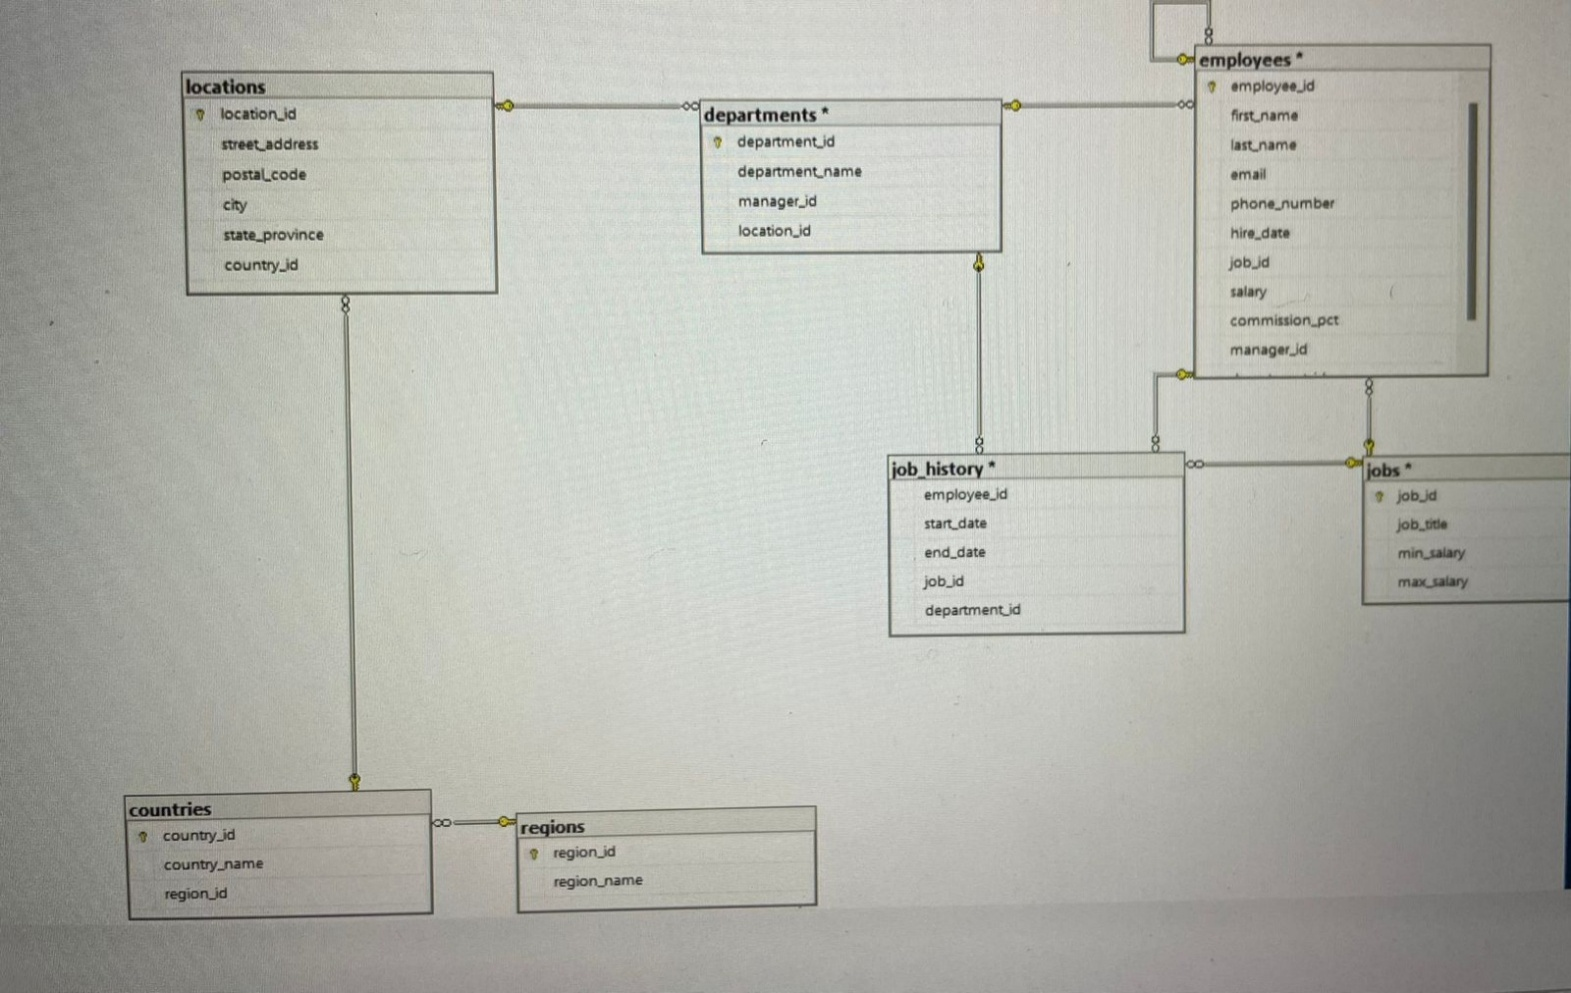 locations
location_id
street_address
postal_code
city
state_province
country_id
departments *
department_id
department_name
manager_id
location_id
employees *
employee_id
first_name
last_name
email
phone_number
hire_date
job_id
salary
commission_pct
manager_id
job_history *
employee_id
start_date
end_date
job_id
department_id
jobs *
job_id
job_title
min_salary
max_salary
countries
country_id
country_name
region_id
regions
region_id
region_name